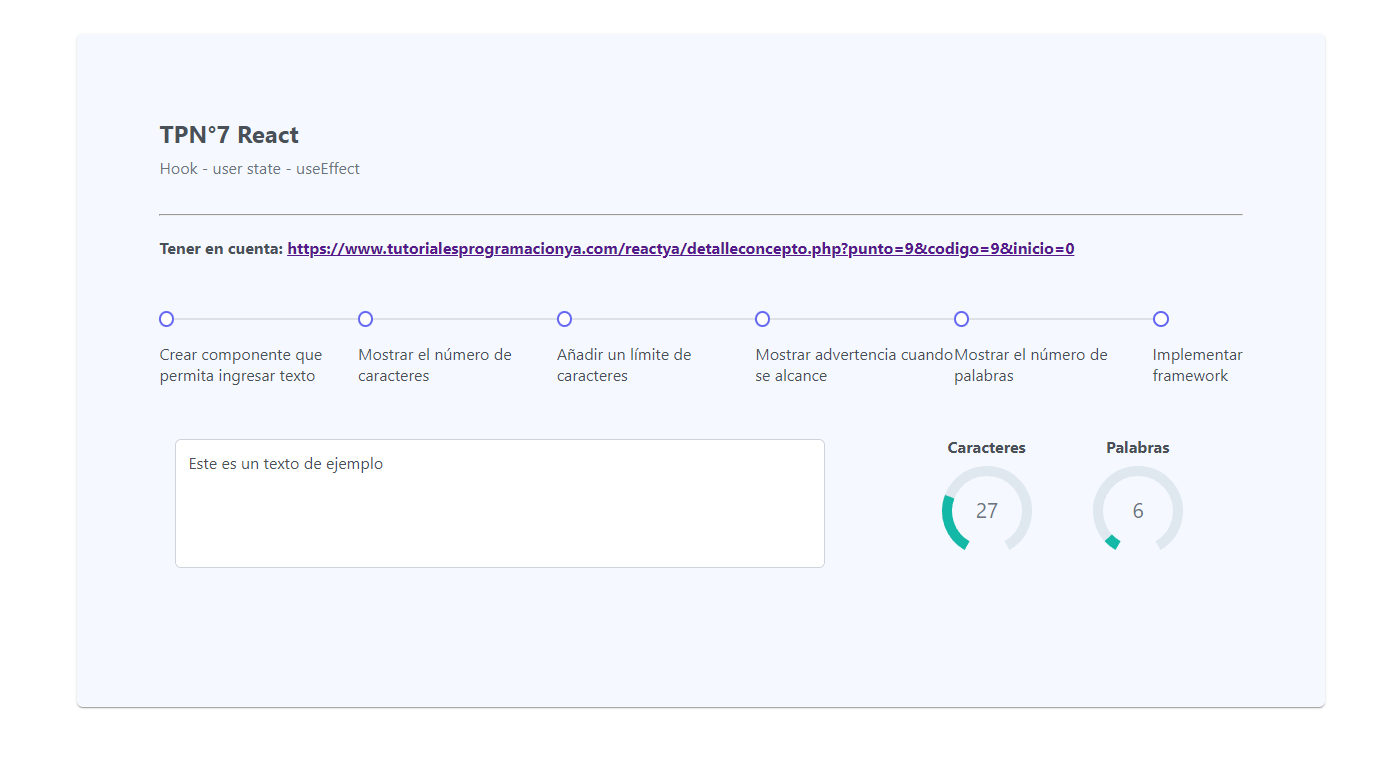 TPN°7 React
Hook - user state - useEffect
Tener en cuenta: https://www.tutorialesprogramacionya.com/reactya/detalleconcepto.php?punto=9&codigo=9&inicio=0
Crear componente que
permita ingresar texto
Mostrar el número de
caracteres
Añadir un límite de
caracteres
Mostrar advertencia cuando
se alcance
Mostrar el número de
palabras
Implementar
framework
Este es un texto de ejemplo
Caracteres
27
Palabras
6